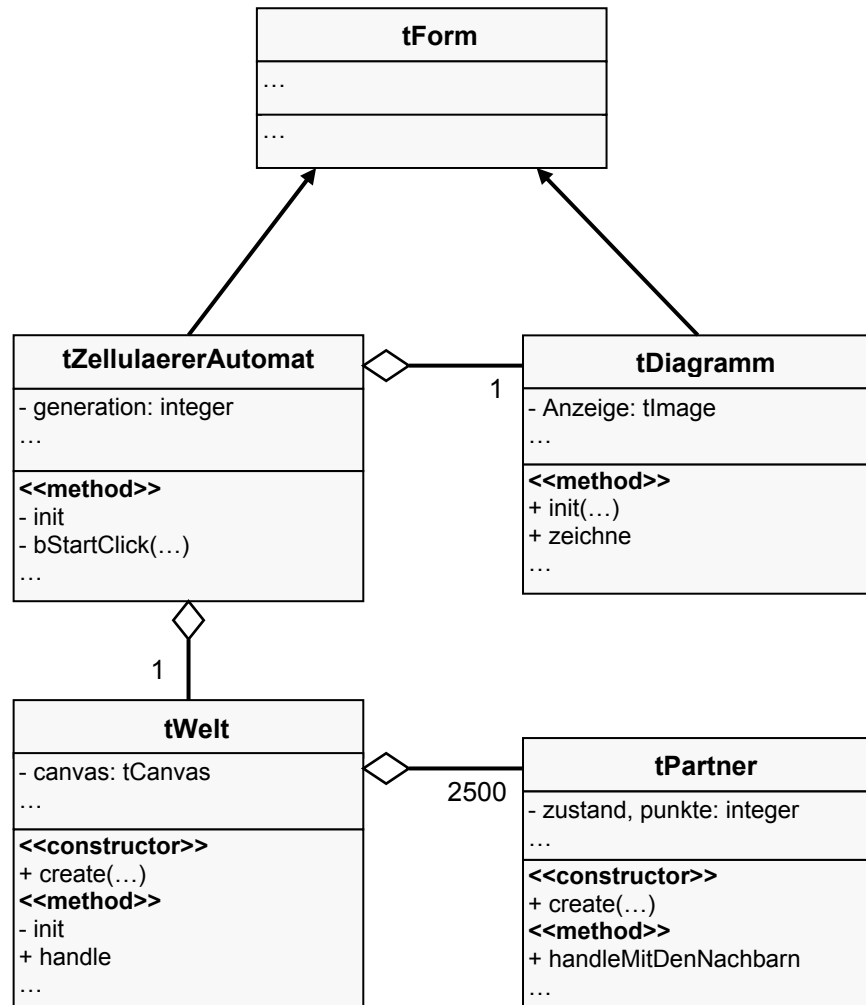 tForm
…
…
tZellulaererAutomat
- generation: integer
…
<<method>>
- init
- bStartClick(…)
…
1
tDiagramm
- Anzeige: tImage
…
<<method>>
+ init(…)
+ zeichne
…
1
tWelt
- canvas: tCanvas
…
<<constructor>>
+ create(…)
<<method>>
- init
+ handle
…
2500
tPartner
- zustand, punkte: integer
…
<<constructor>>
+ create(…)
<<method>>
+ handleMitDenNachbarn
…